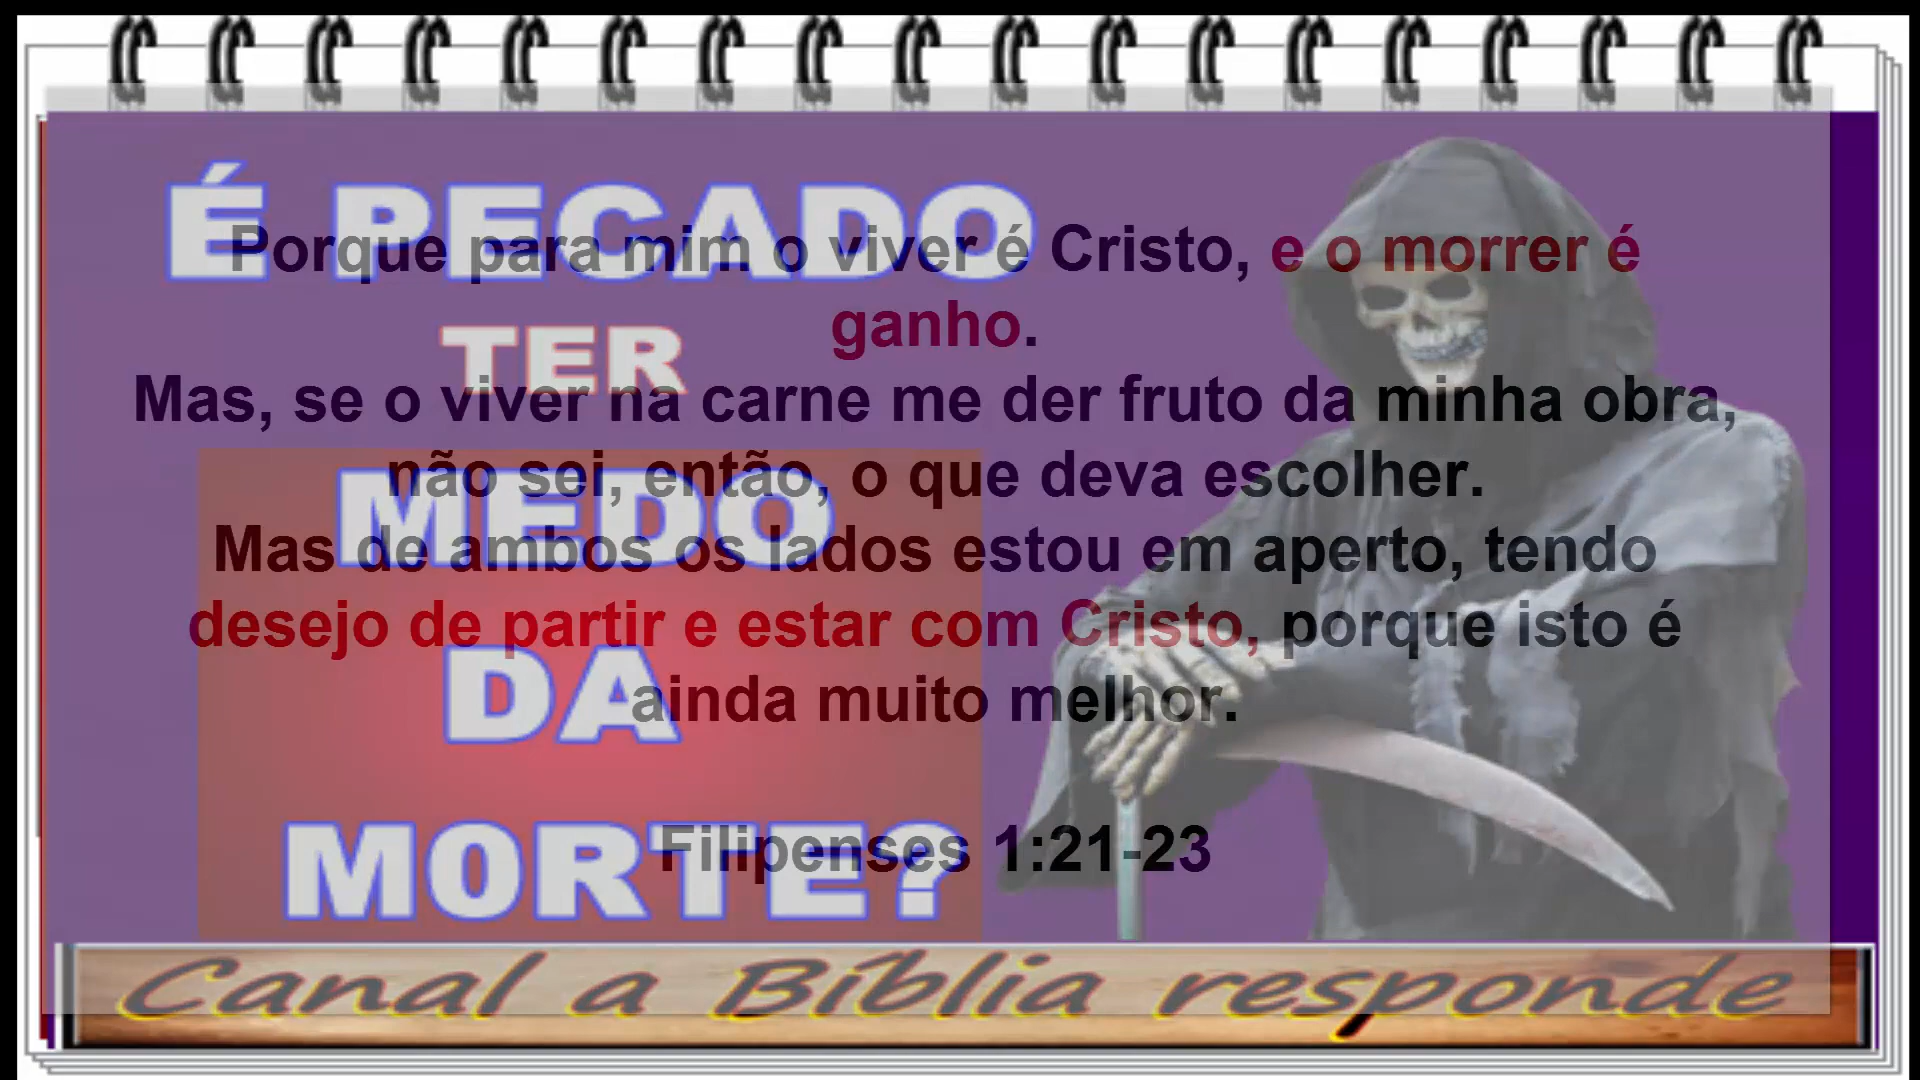 É PECADO
TER
MEDO
DA
M0RTE?
Porque para mim o viver é Cristo, e o morrer é
ganho.
Mas, se o viver na carne me der fruto da minha obra,
não sei, então, o que deva escolher.
Mas de ambos os lados estou em aperto, tendo
desejo de partir e estar com Cristo, porque isto é
ainda muito melhor.
Filipenses 1:21-23
Canal a Bíblia responde